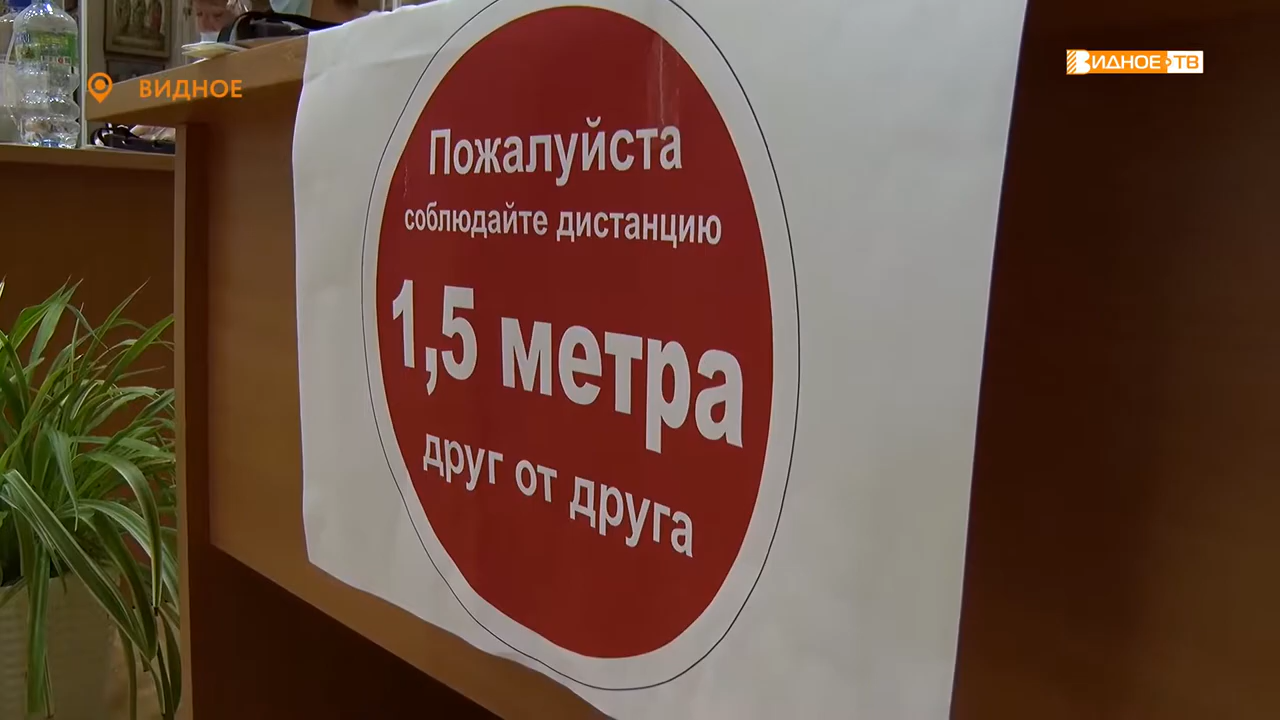 ВИДНОЕ
ВИДНОЕ ТВ
Пожалуйста
соблюдайте дистанцию
1,5 метра
друг от друга